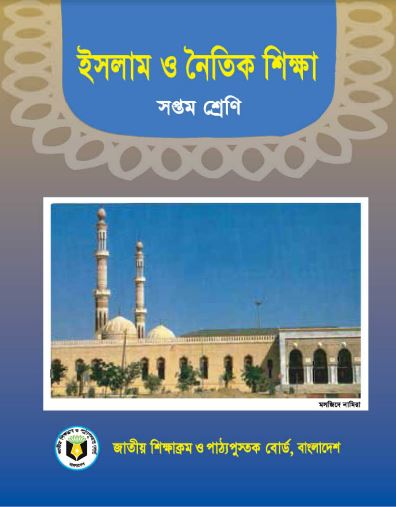 ইসলাম ও নৈতিক শিক্ষা
সপ্তম শ্রেণি
মসজিদে নামিরা
জাতীয় শিক্ষাক্রম ও পাঠ্যপুস্তক বোর্ড, বাংলাদেশ